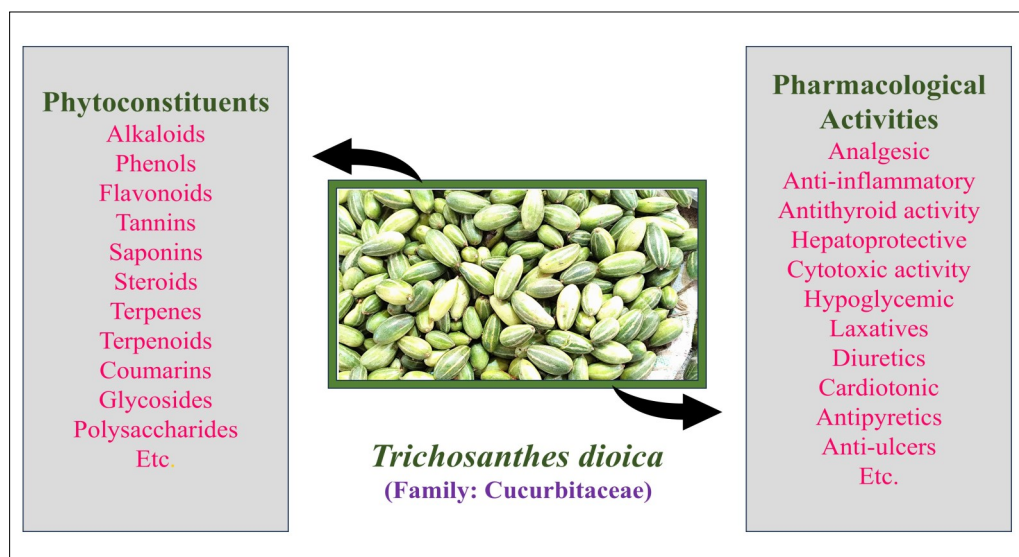 Phytoconstituents
Alkaloids
Phenols
Flavonoids
Tannins
Saponins
Steroids
Terpenes
Terpenoids
Coumarins
Glycosides
Polysaccharides
Etc.
Trichosanthes dioica
(Family: Cucurbitaceae)
Pharmacological
Activities
Analgesic
Anti-inflammatory
Antithyroid activity
Hepatoprotective
Cytotoxic activity
Hypoglycemic
Laxatives
Diuretics
Cardiotonic
Antipyretics
Anti-ulcers
Etc.